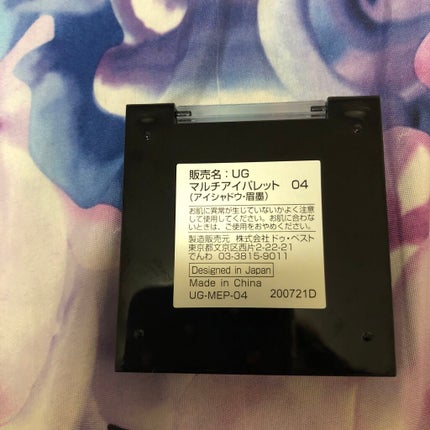 販売名：UG
マルチアイパレット　04
（アイシャドウ・眉墨）
お肌に異常が生じていないかよく注意
して使用してください。お肌に合わな
いときは、ご使用をおやめください。
製造販売元　株式会社ドゥ・ベスト
東京都文京区西片2-22-21
でんわ　03-3815-9011
Designed in Japan
Made in China
UG-MEP-04　200721D